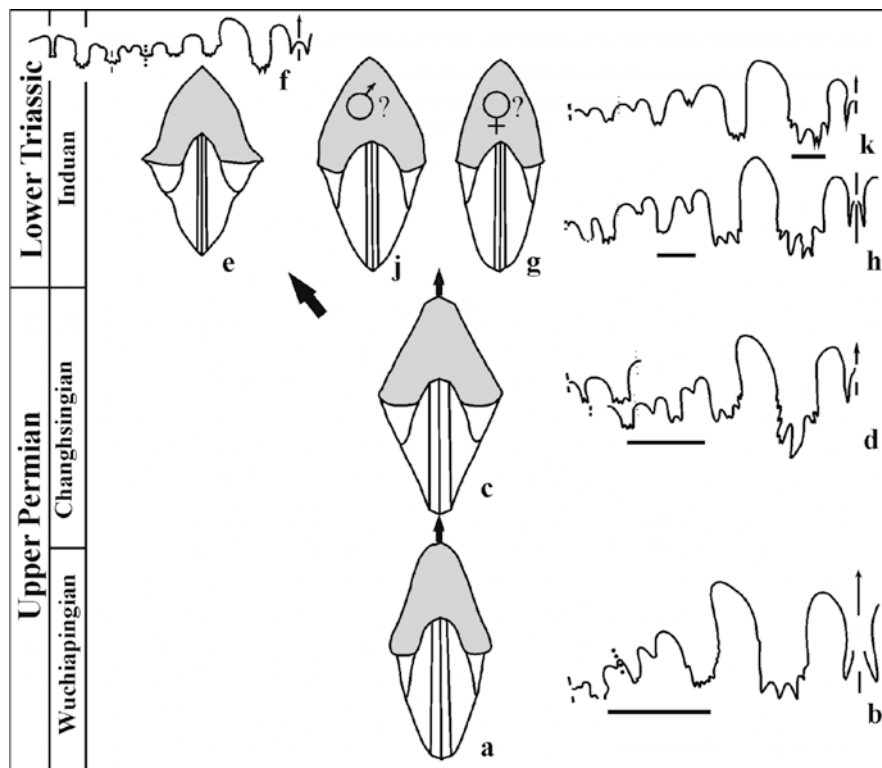 Lower Triassic
Induan
Upper Permian
Changhsingian
Wuchiapingian
f
♂?
♀?
k
e
j
g
h
c
d
a
b